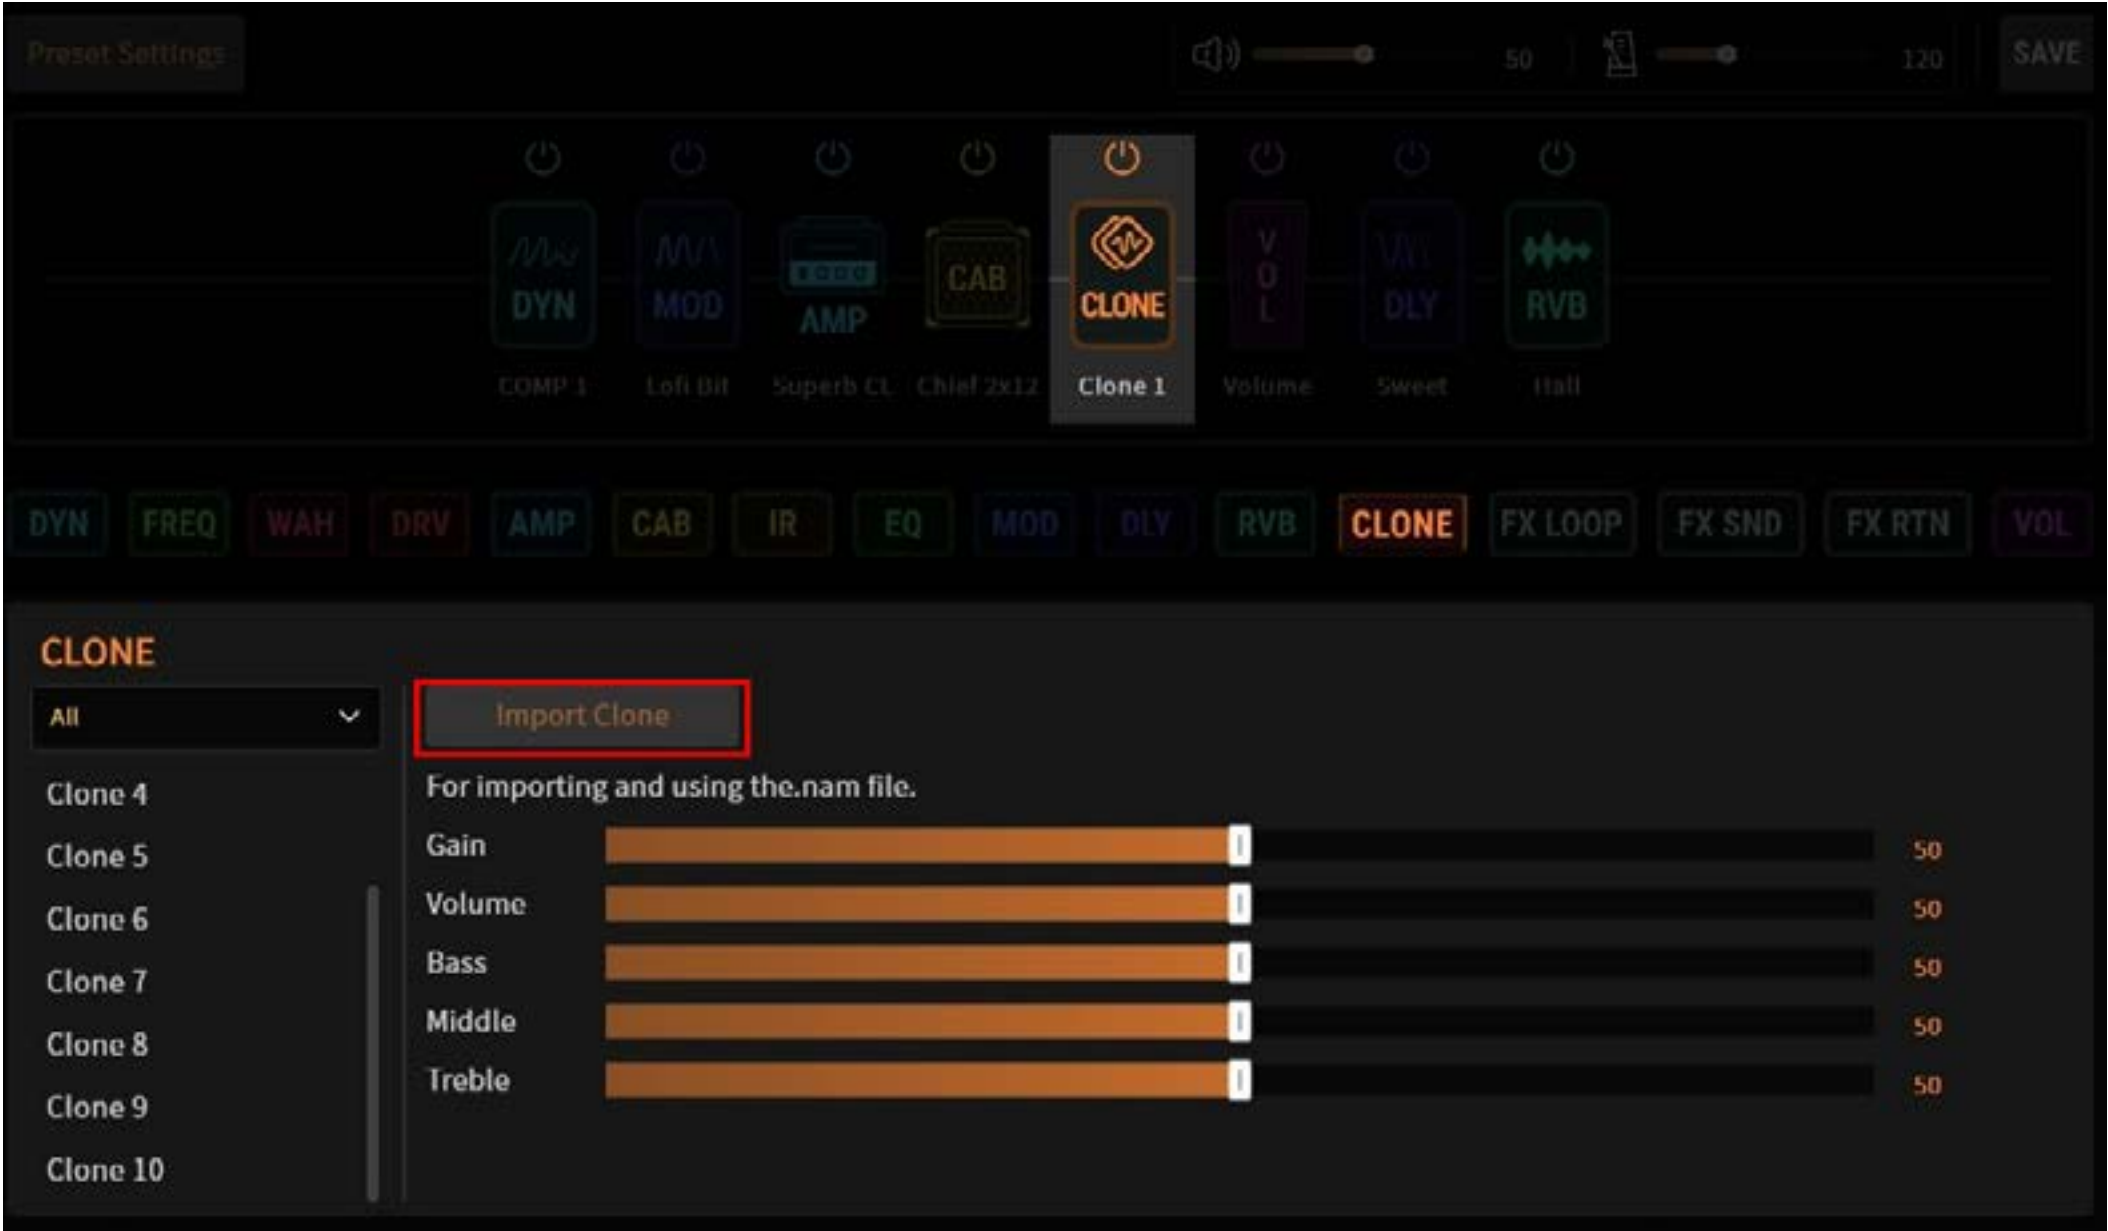 Preset Settings
50
120
SAVE
DYN
MOD
AMP
CAB
CLONE
VOL
DLY
RVB
COMP 1
Lofi Bit
Superb CL
Chief 2x12
Clone 1
Volume
Sweet
Hall
DYN FREQ WAH DRV AMP CAB IR EQ MOD DLY RVB CLONE FX LOOP FX SND FX RTN VOL
CLONE
All
Clone 4
Clone 5
Clone 6
Clone 7
Clone 8
Clone 9
Clone 10
Import Clone
For importing and using the.nam file.
Gain 50
Volume 50
Bass 50
Middle 50
Treble 50